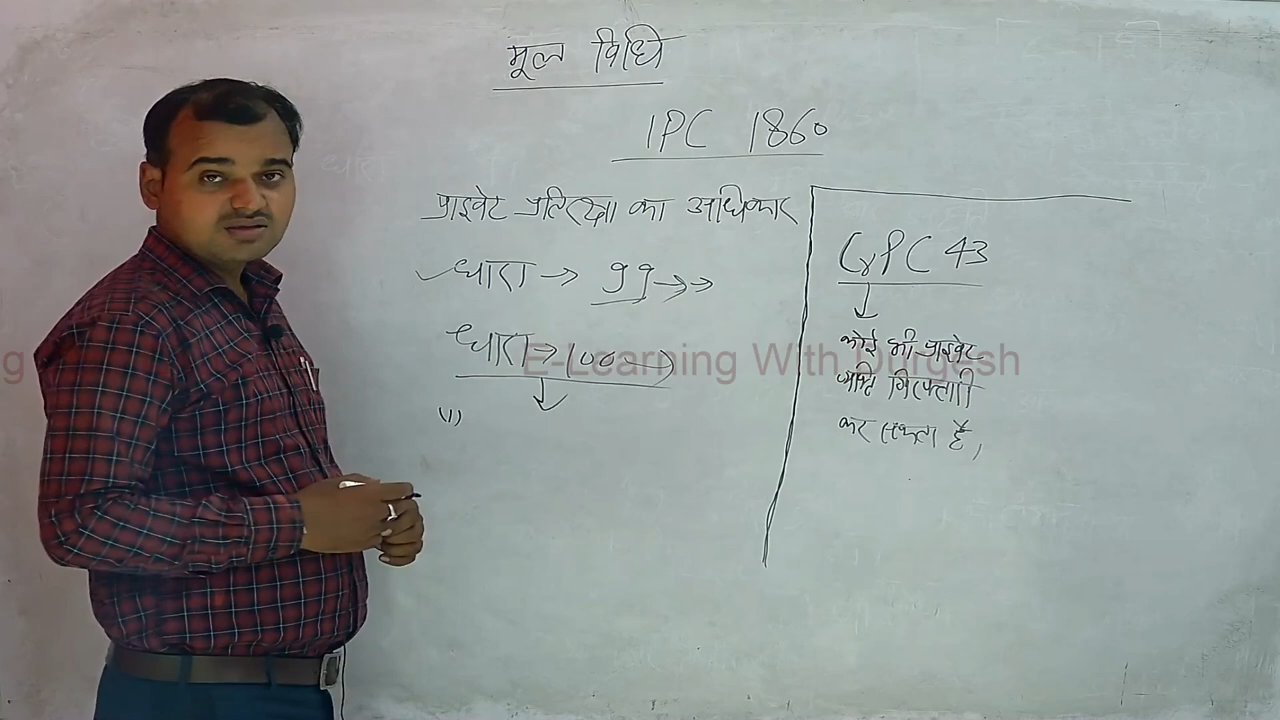 मूल विधि
IPC 1860
प्राइवेट प्रतिरक्षा का अधिकार
धारा → 99 →→
धारा → 100 →
(1)
CrPC 43
कोई भी प्राइवेट
व्यक्ति गिरफ्तारी
कर सकता है,
E-Learning With Durgesh